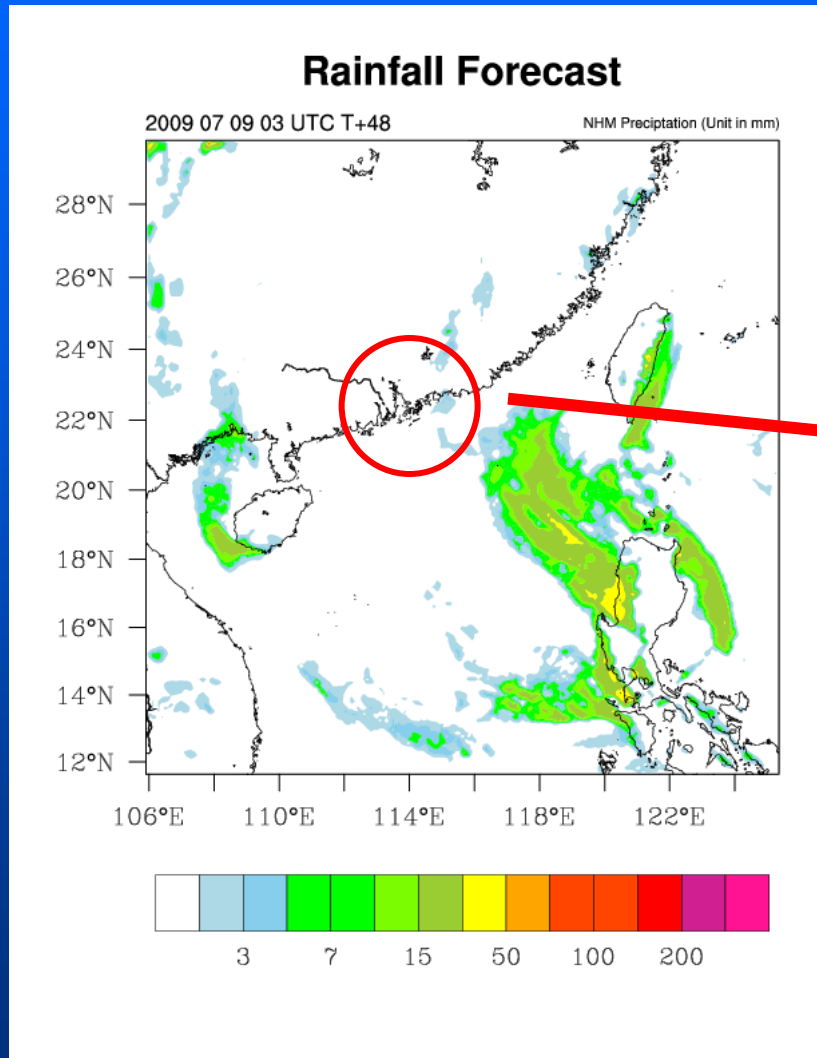 Rainfall Forecast
2009 07 09 03 UTC T+48 NHM Preciptation (Unit in mm)
28°N
26°N
24°N
22°N
20°N
18°N
16°N
14°N
12°N
106°E 110°E 114°E 118°E 122°E
3 7 15 50 100 200